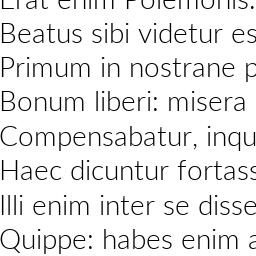 Erat enim Polemonis.
Beatus sibi videtur es
Primum in nostrane p
Bonum liberi: misera
Compensabatur, inqu
Haec dicuntur fortass
Illi enim inter se disse
Quippe: habes enim a